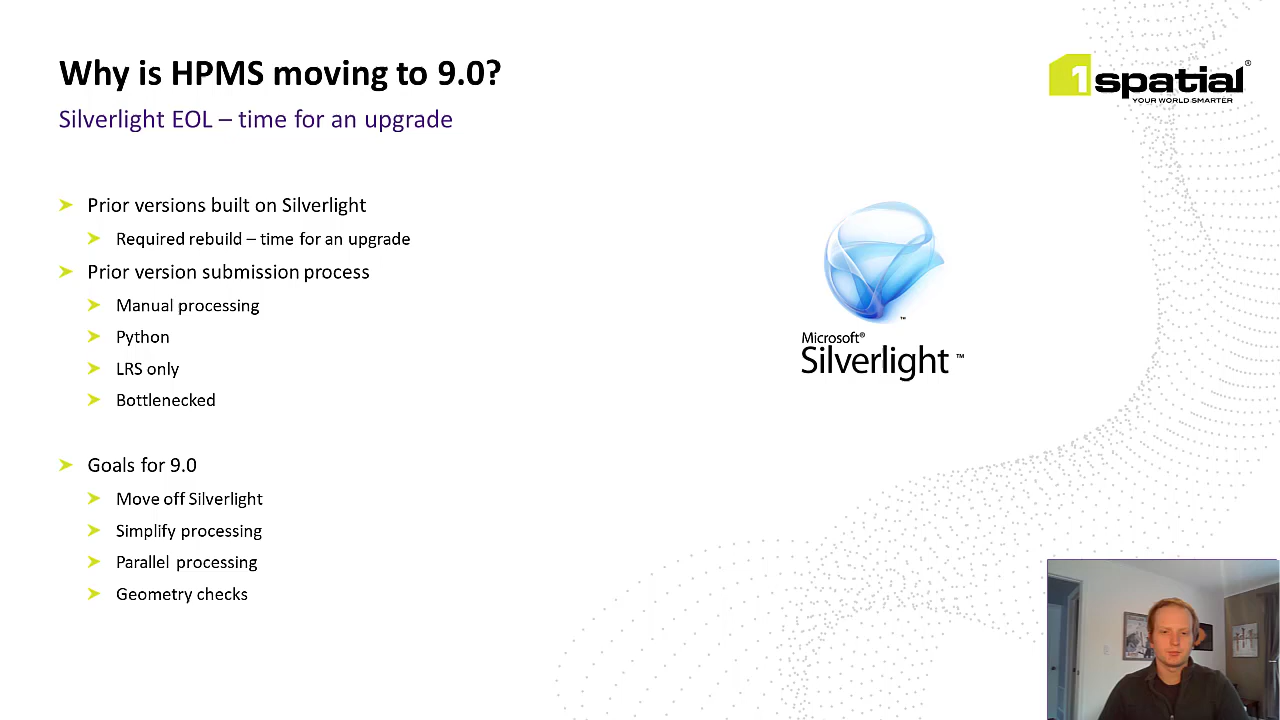 Why is HPMS moving to 9.0?
Silverlight EOL – time for an upgrade
1spatial®
YOUR WORLD SMARTER
Prior versions built on Silverlight
Required rebuild – time for an upgrade
Prior version submission process
Manual processing
Python
LRS only
Bottlenecked
Microsoft®
Silverlight™
Goals for 9.0
Move off Silverlight
Simplify processing
Parallel processing
Geometry checks